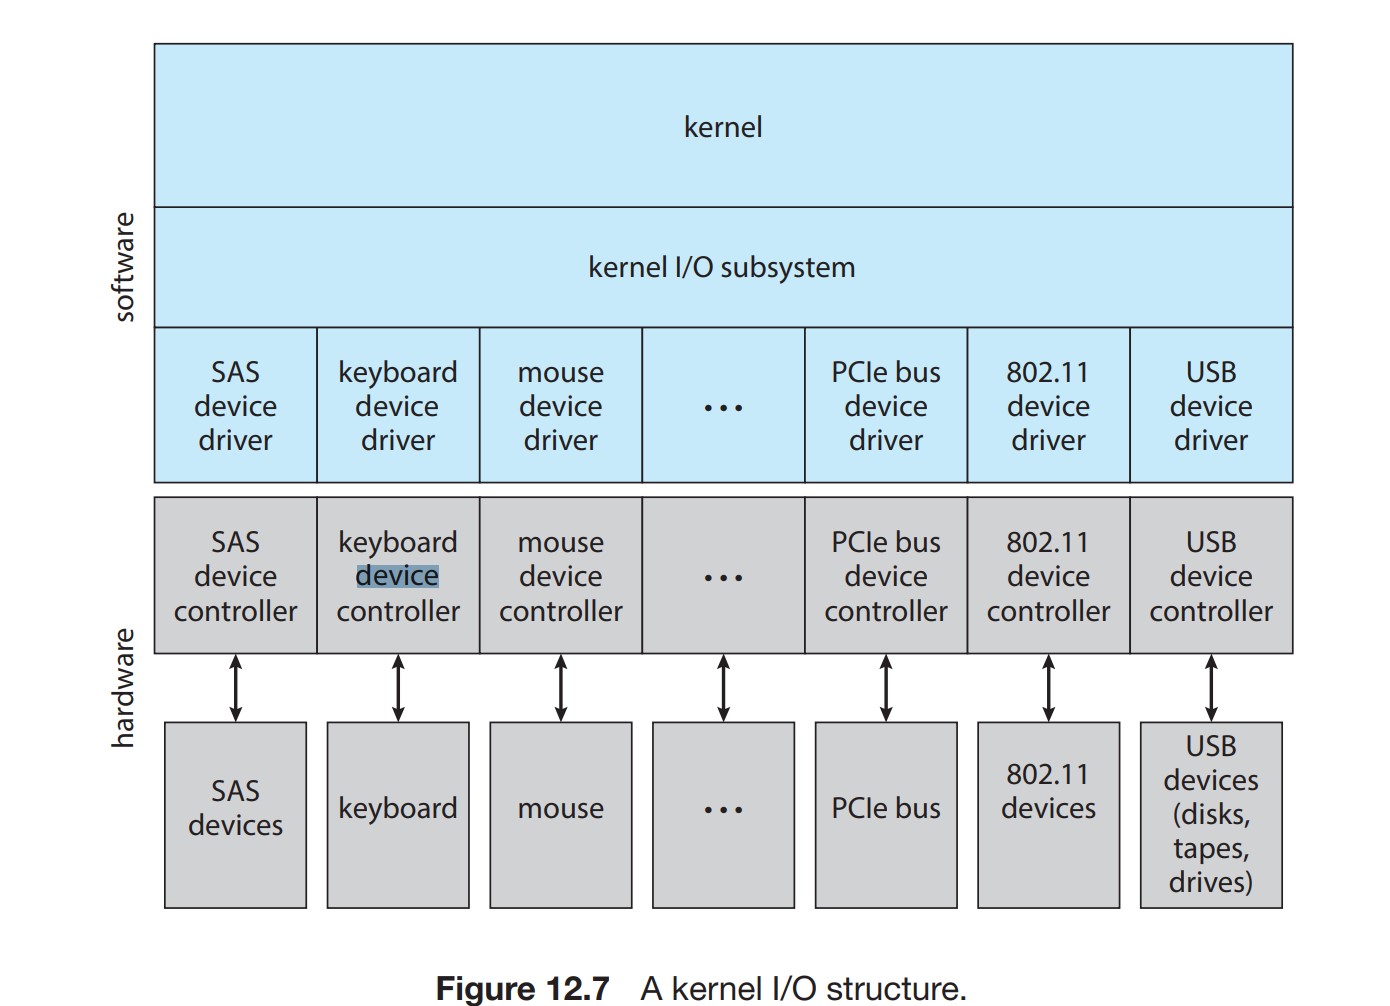 kernel
software
kernel I/O subsystem
SAS
device
driver
keyboard
device
driver
mouse
device
driver
...
PCIe bus
device
driver
802.11
device
driver
USB
device
driver
hardware
SAS
device
controller
keyboard
device
controller
mouse
device
controller
...
PCIe bus
device
controller
802.11
device
controller
USB
device
controller
SAS
devices
keyboard
mouse
...
PCIe bus
802.11
devices
USB
devices
(disks,
tapes,
drives)
Figure 12.7 A kernel I/O structure.